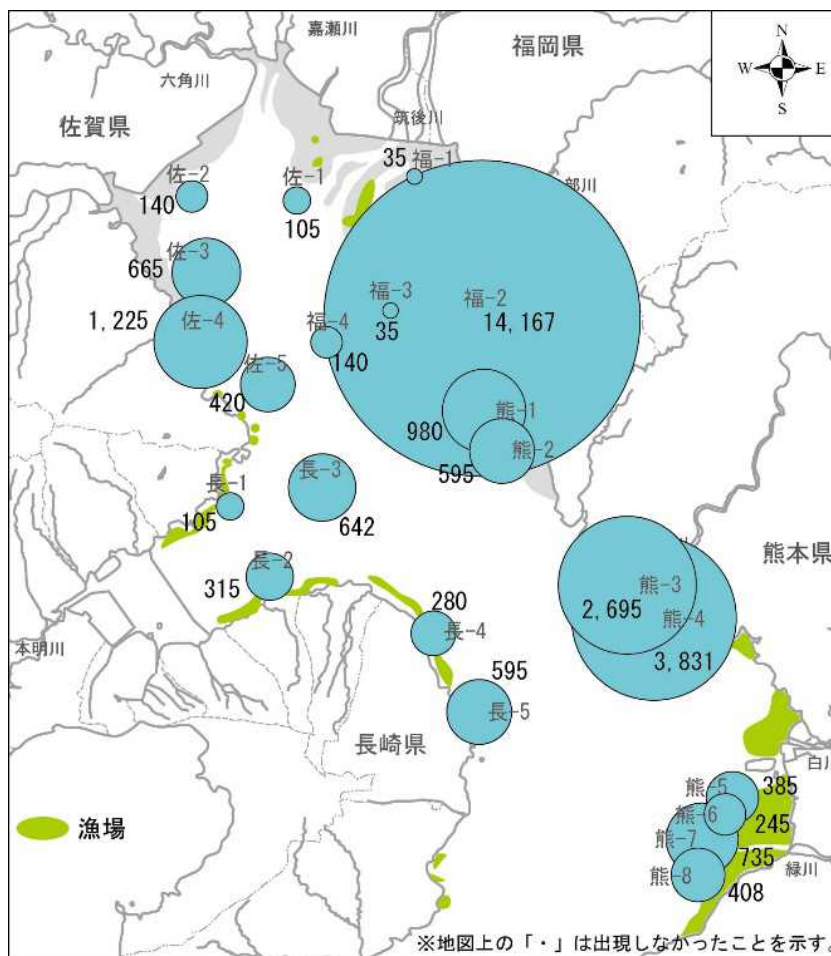 嘉瀬川
福岡県
N
W E
S
六角川
佐賀県
筑後川
35 福-1
部川
佐-2
140
佐-1
105
佐-3
665
福-3
35
福-2
14,167
1,225
佐-4
福-4
140
佐-5
420
熊-1
980
熊-2
595
長-3
642
長-1
105
熊本県
長-2
315
熊-3
2,695
熊-4
3,831
280
長-4
本明川
595
長-5
長崎県
白川
熊-5
385
熊-6
245
熊-7
735
熊-8
408
緑川
漁場
※地図上の「・」は出現しなかったことを示す。